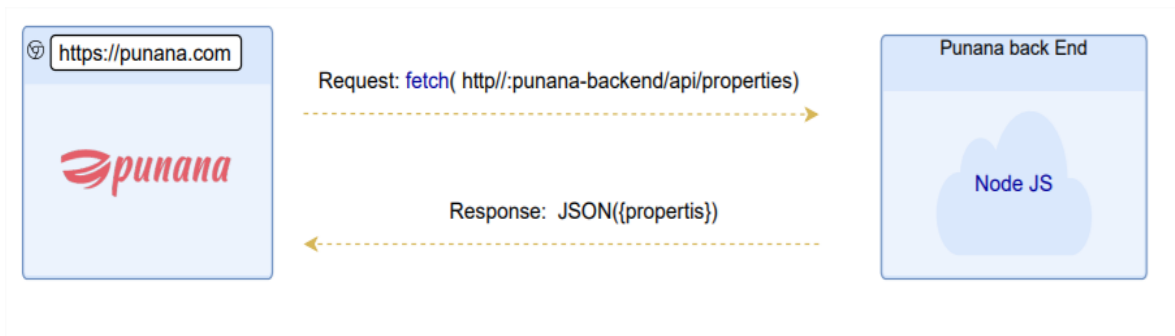 https://punana.com
Punana back End
Request: fetch( http//:punana-backend/api/properties)
punana
Node JS
Response: JSON({propertis})